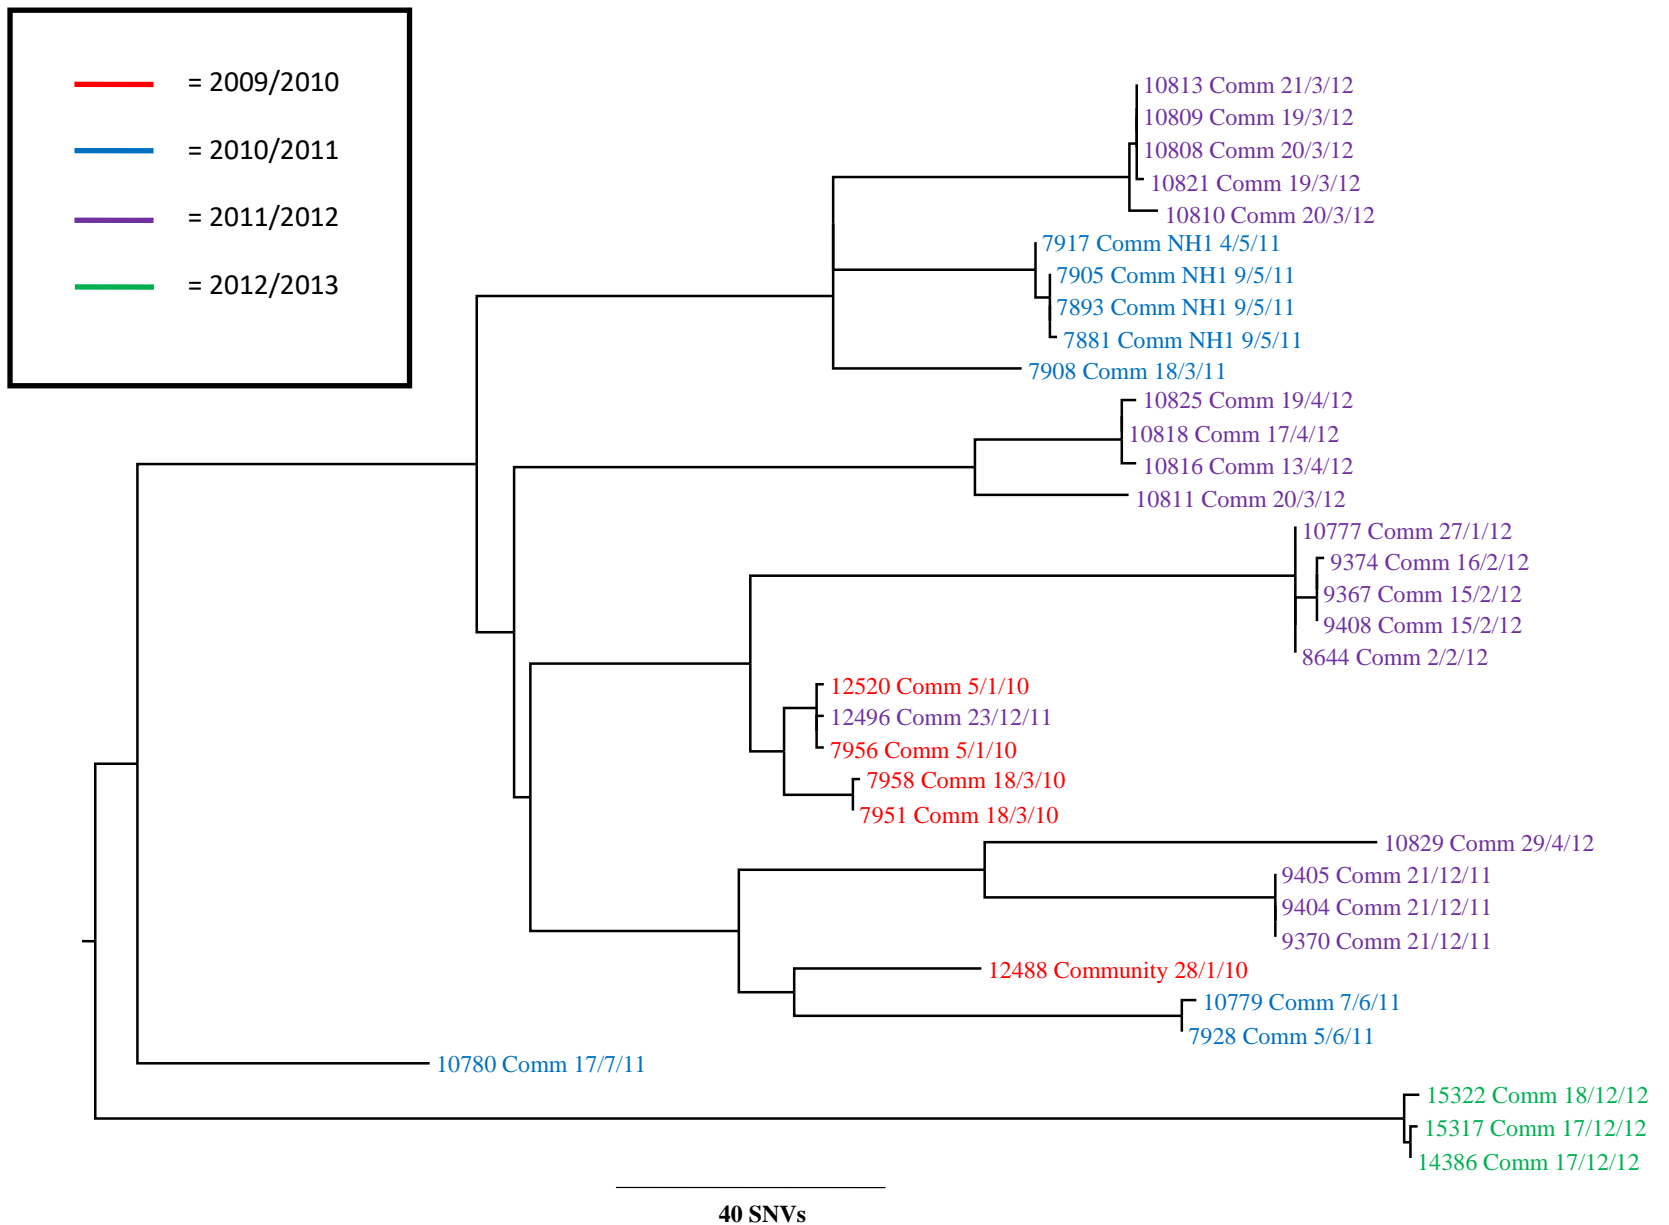 = 2009/2010
= 2010/2011
= 2011/2012
= 2012/2013
10813 Comm 21/3/12
10809 Comm 19/3/12
10808 Comm 20/3/12
10821 Comm 19/3/12
10810 Comm 20/3/12
7917 Comm NH1 4/5/11
7905 Comm NH1 9/5/11
7893 Comm NH1 9/5/11
7881 Comm NH1 9/5/11
7908 Comm 18/3/11
10825 Comm 19/4/12
10818 Comm 17/4/12
10816 Comm 13/4/12
10811 Comm 20/3/12
10777 Comm 27/1/12
9374 Comm 16/2/12
9367 Comm 15/2/12
9408 Comm 15/2/12
8644 Comm 2/2/12
12520 Comm 5/1/10
12496 Comm 23/12/11
7956 Comm 5/1/10
7958 Comm 18/3/10
7951 Comm 18/3/10
10829 Comm 29/4/12
9405 Comm 21/12/11
9404 Comm 21/12/11
9370 Comm 21/12/11
12488 Community 28/1/10
10779 Comm 7/6/11
7928 Comm 5/6/11
10780 Comm 17/7/11
15322 Comm 18/12/12
15317 Comm 17/12/12
14386 Comm 17/12/12
40 SNVs